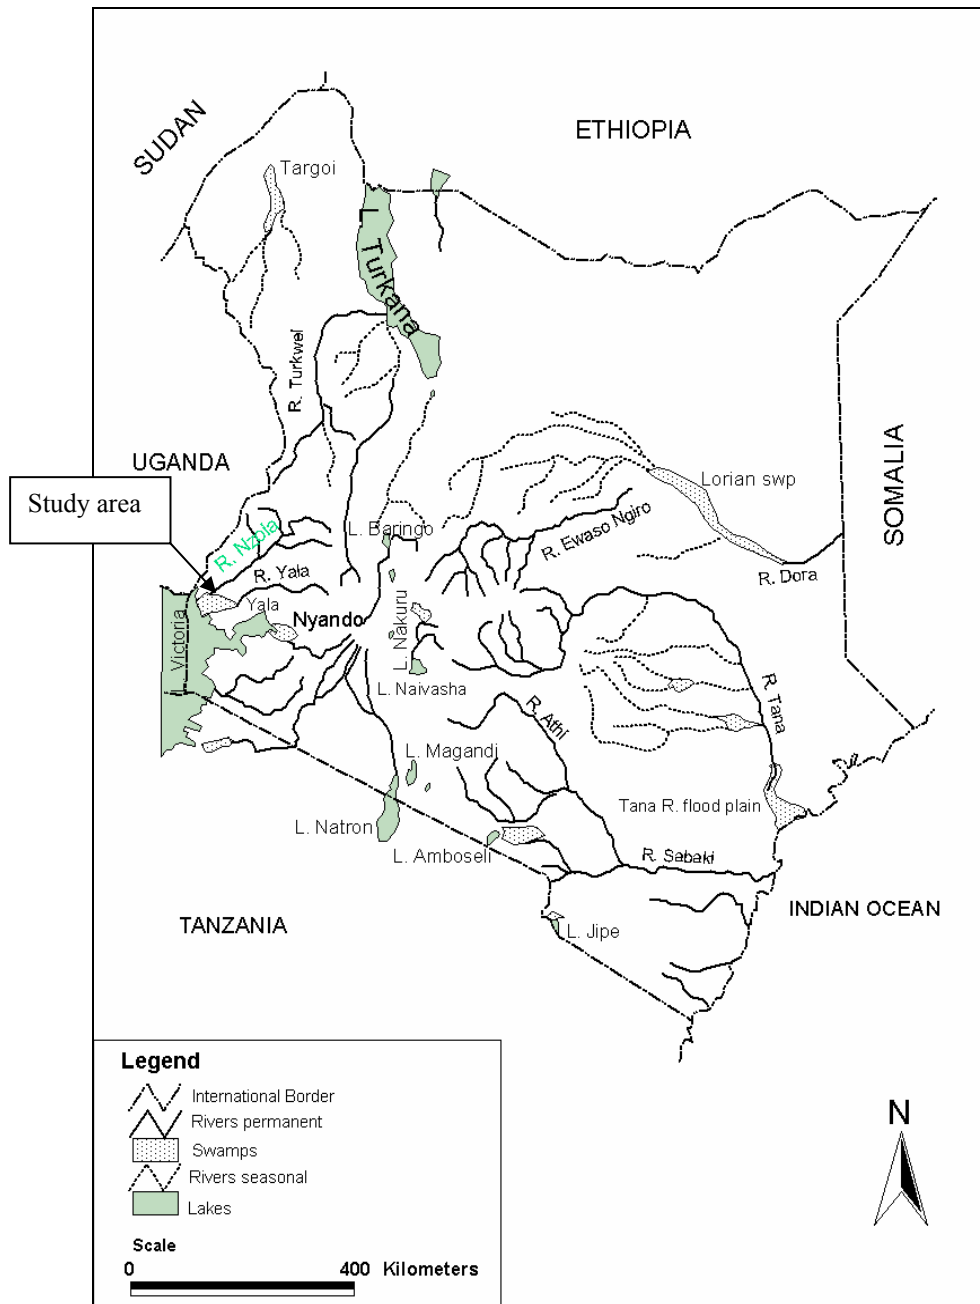 SUDAN
ETHIOPIA
Targoi
L. Turkana
R. Turkwel
UGANDA
SOMALIA
Lorian swp
Study area
R. Nzoia
L. Baringo
R. Ewaso Ngiro
R. Dora
R. Yala
Yala
Nyando
L. Nakuru
L. Victoria
L. Naivasha
R. Tana
R. Athi
L. Magandi
Tana R. flood plain
L. Natron
L. Amboseli
R. Sabaki
INDIAN OCEAN
TANZANIA
L. Jipe
Legend
International Border
Rivers permanent
Swamps
Rivers seasonal
Lakes
Scale
0 400 Kilometers
N